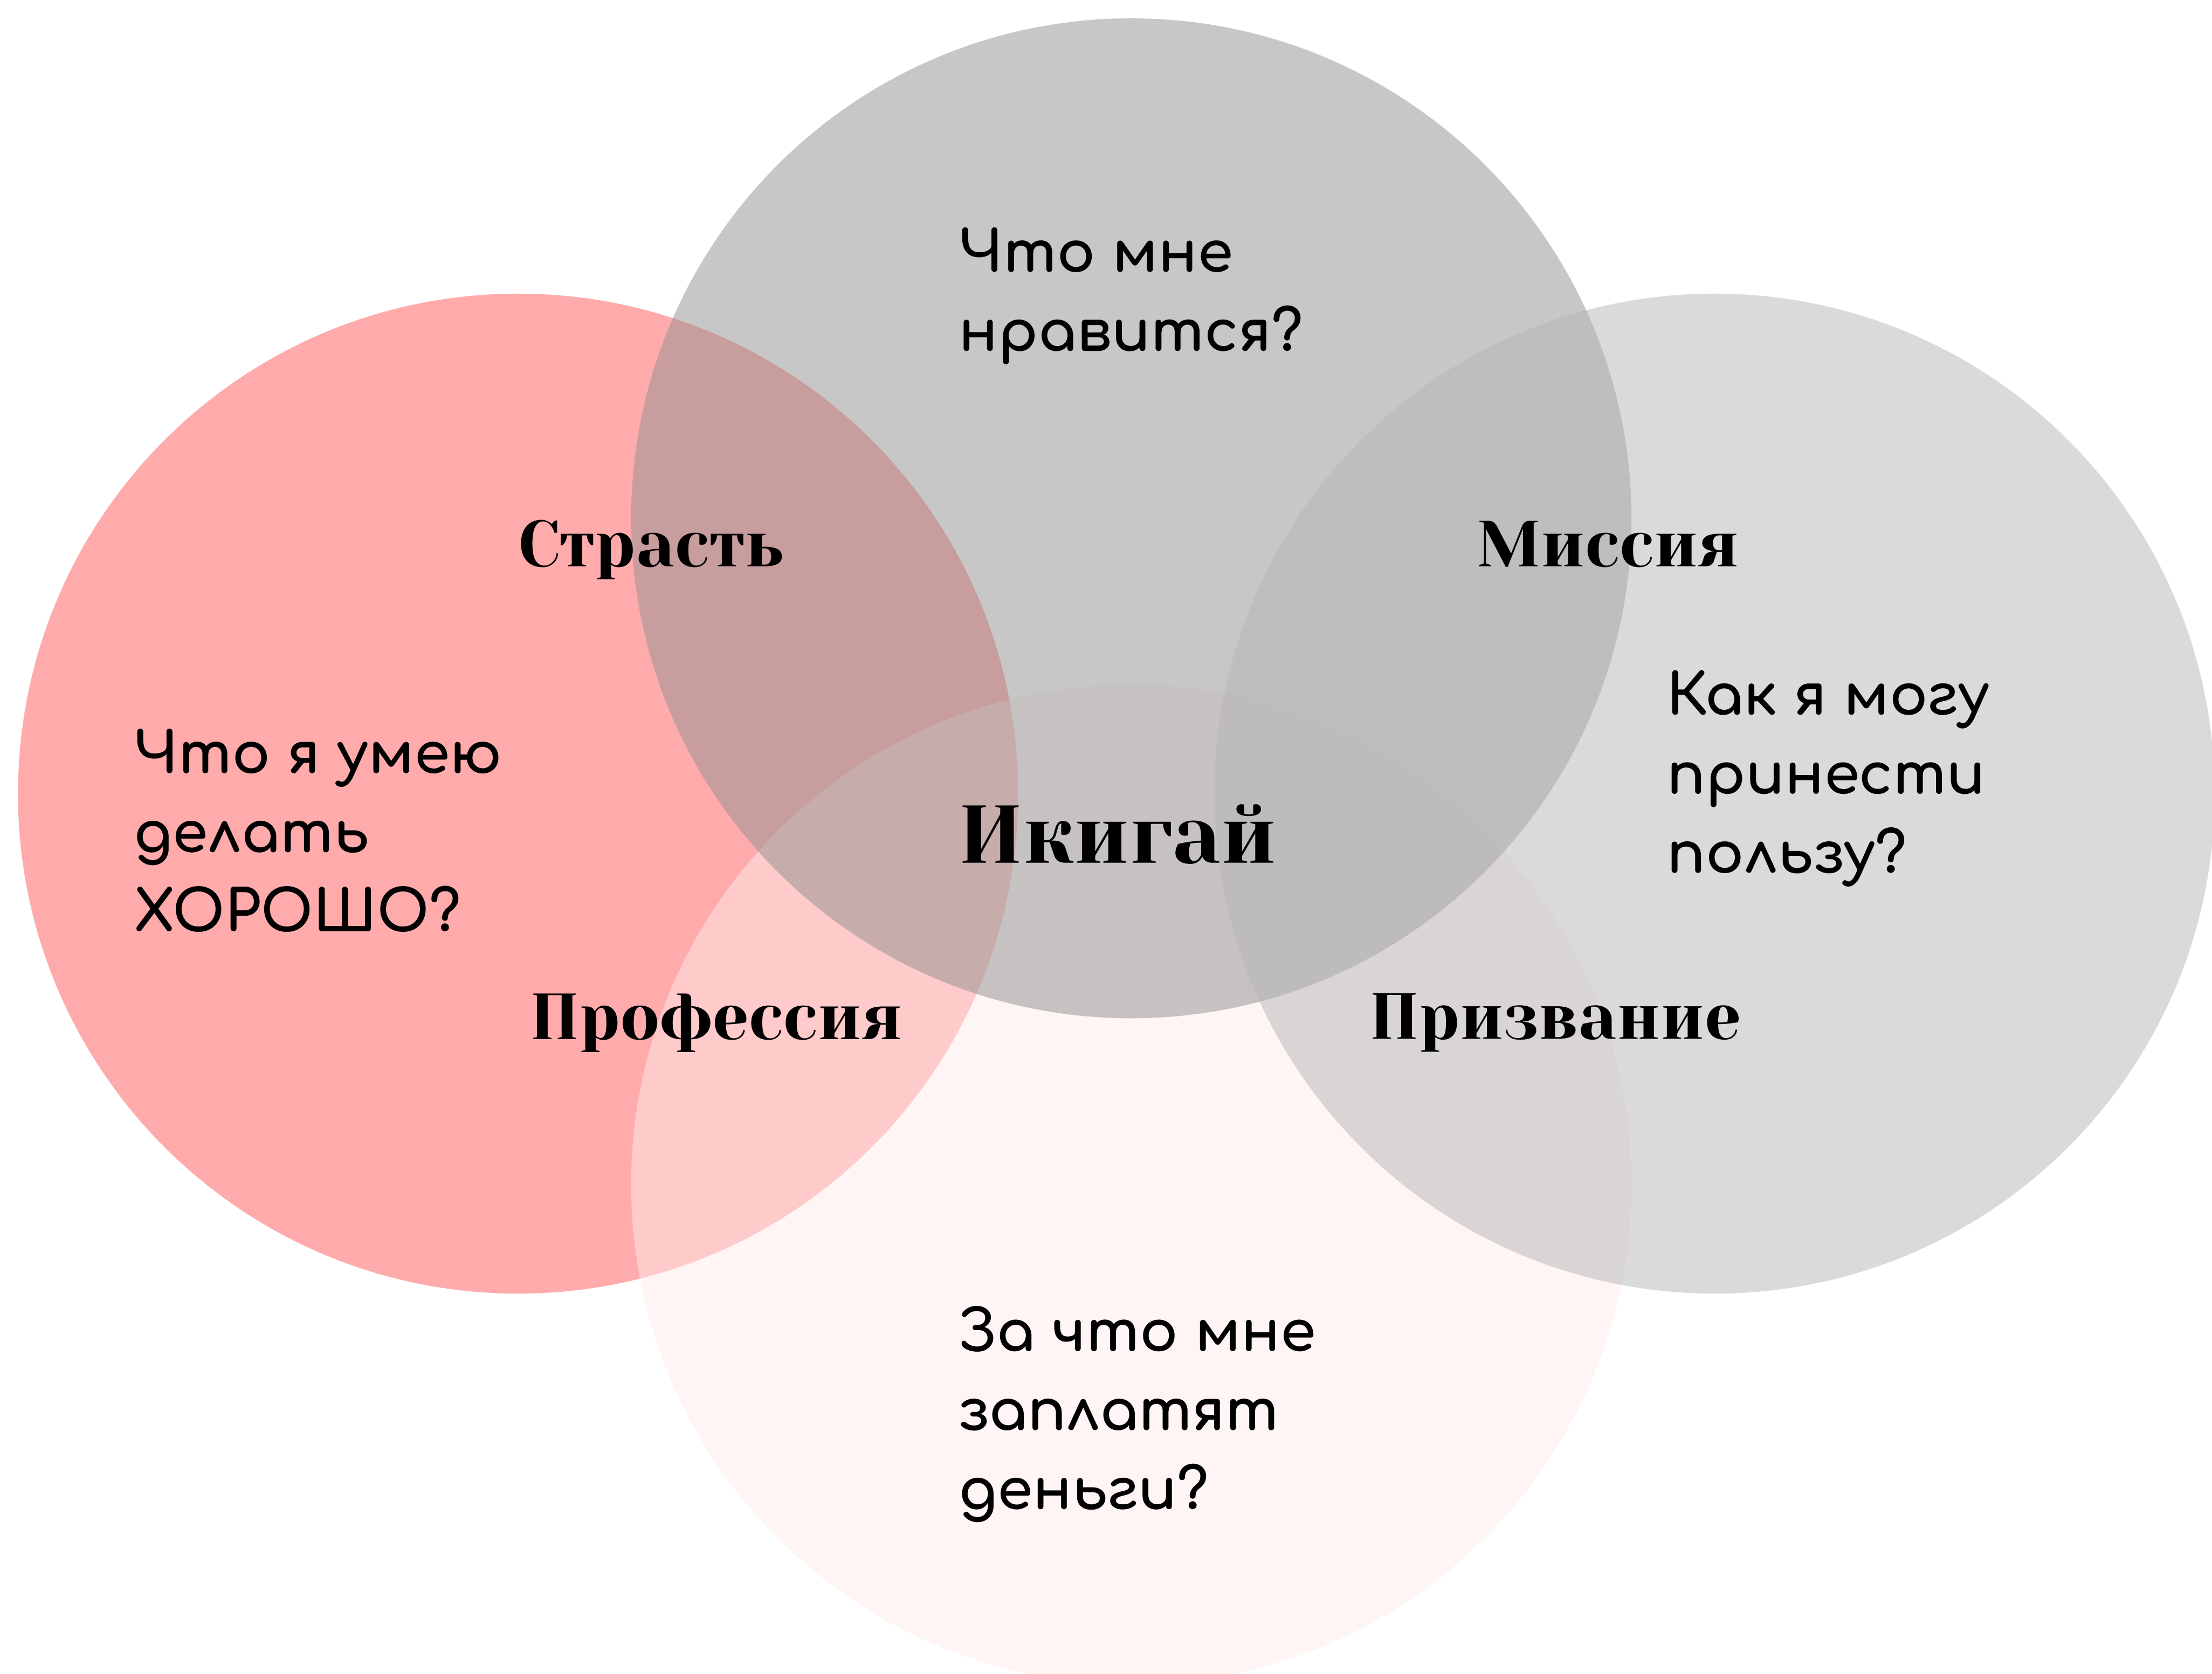 Что мне
нровится?
Страсть
Миссия
Что я умею
делать
ХОРОШО?
Как я могу
принести
пользу?
Икигай
Профессия
Призвание
За что мне
заплатят
деньги?